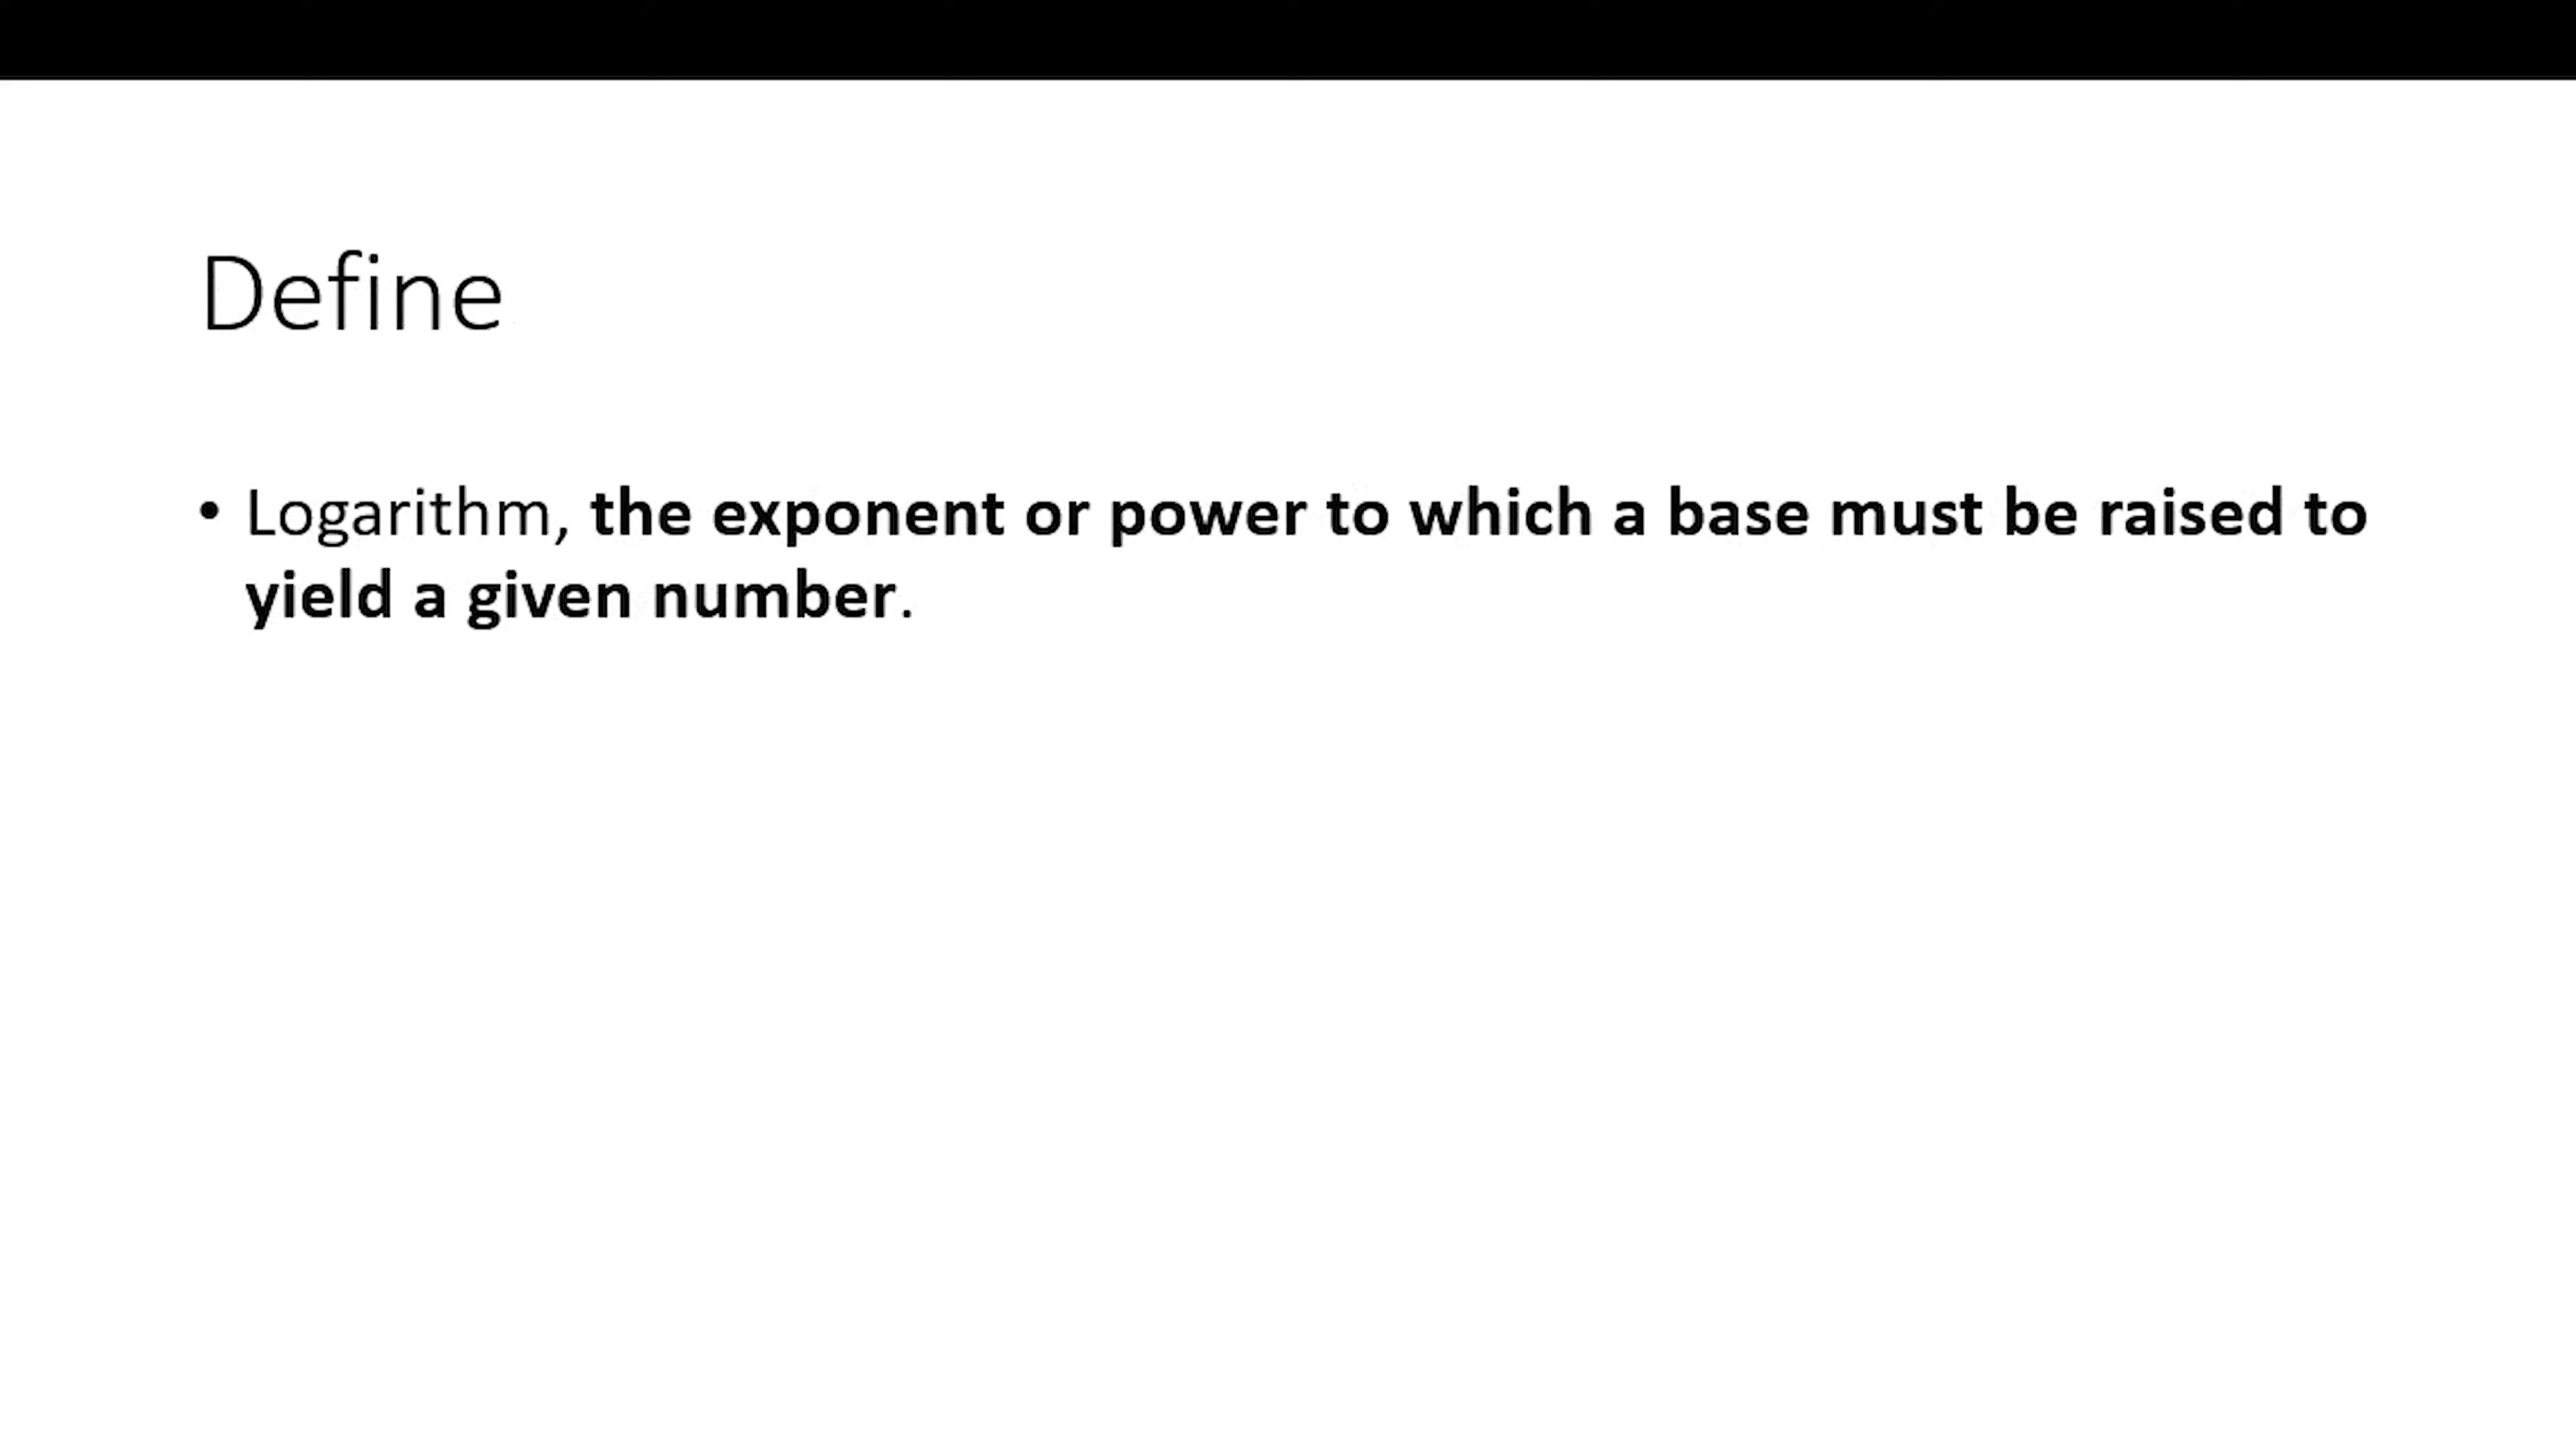 Define
• Logarithm, the exponent or power to which a base must be raised to
yield a given number.